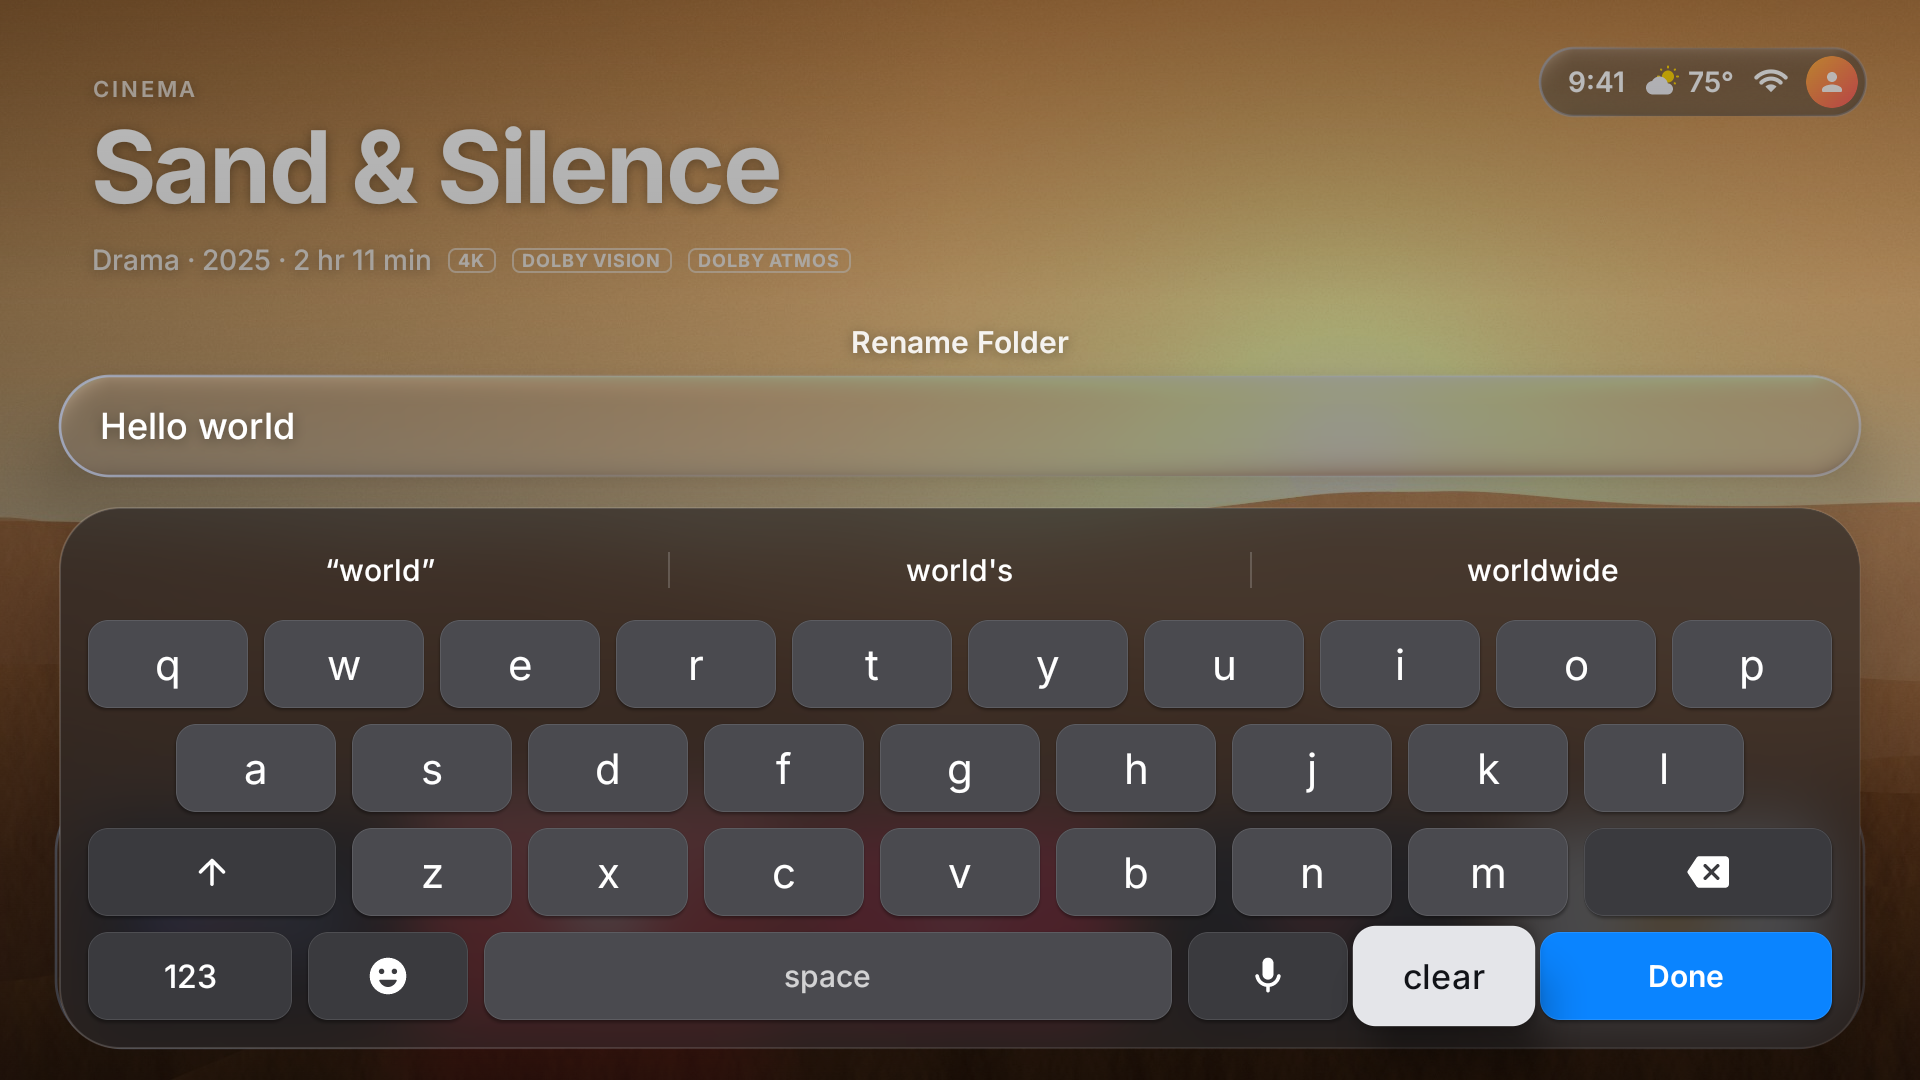 CINEMA
9:41 75°
Sand & Silence
Drama · 2025 · 2 hr 11 min 4K DOLBY VISION DOLBY ATMOS
Rename Folder
Hello world
“world” world's worldwide
q w e r t y u i o p
a s d f g h j k l
z x c v b n m
123 space clear Done